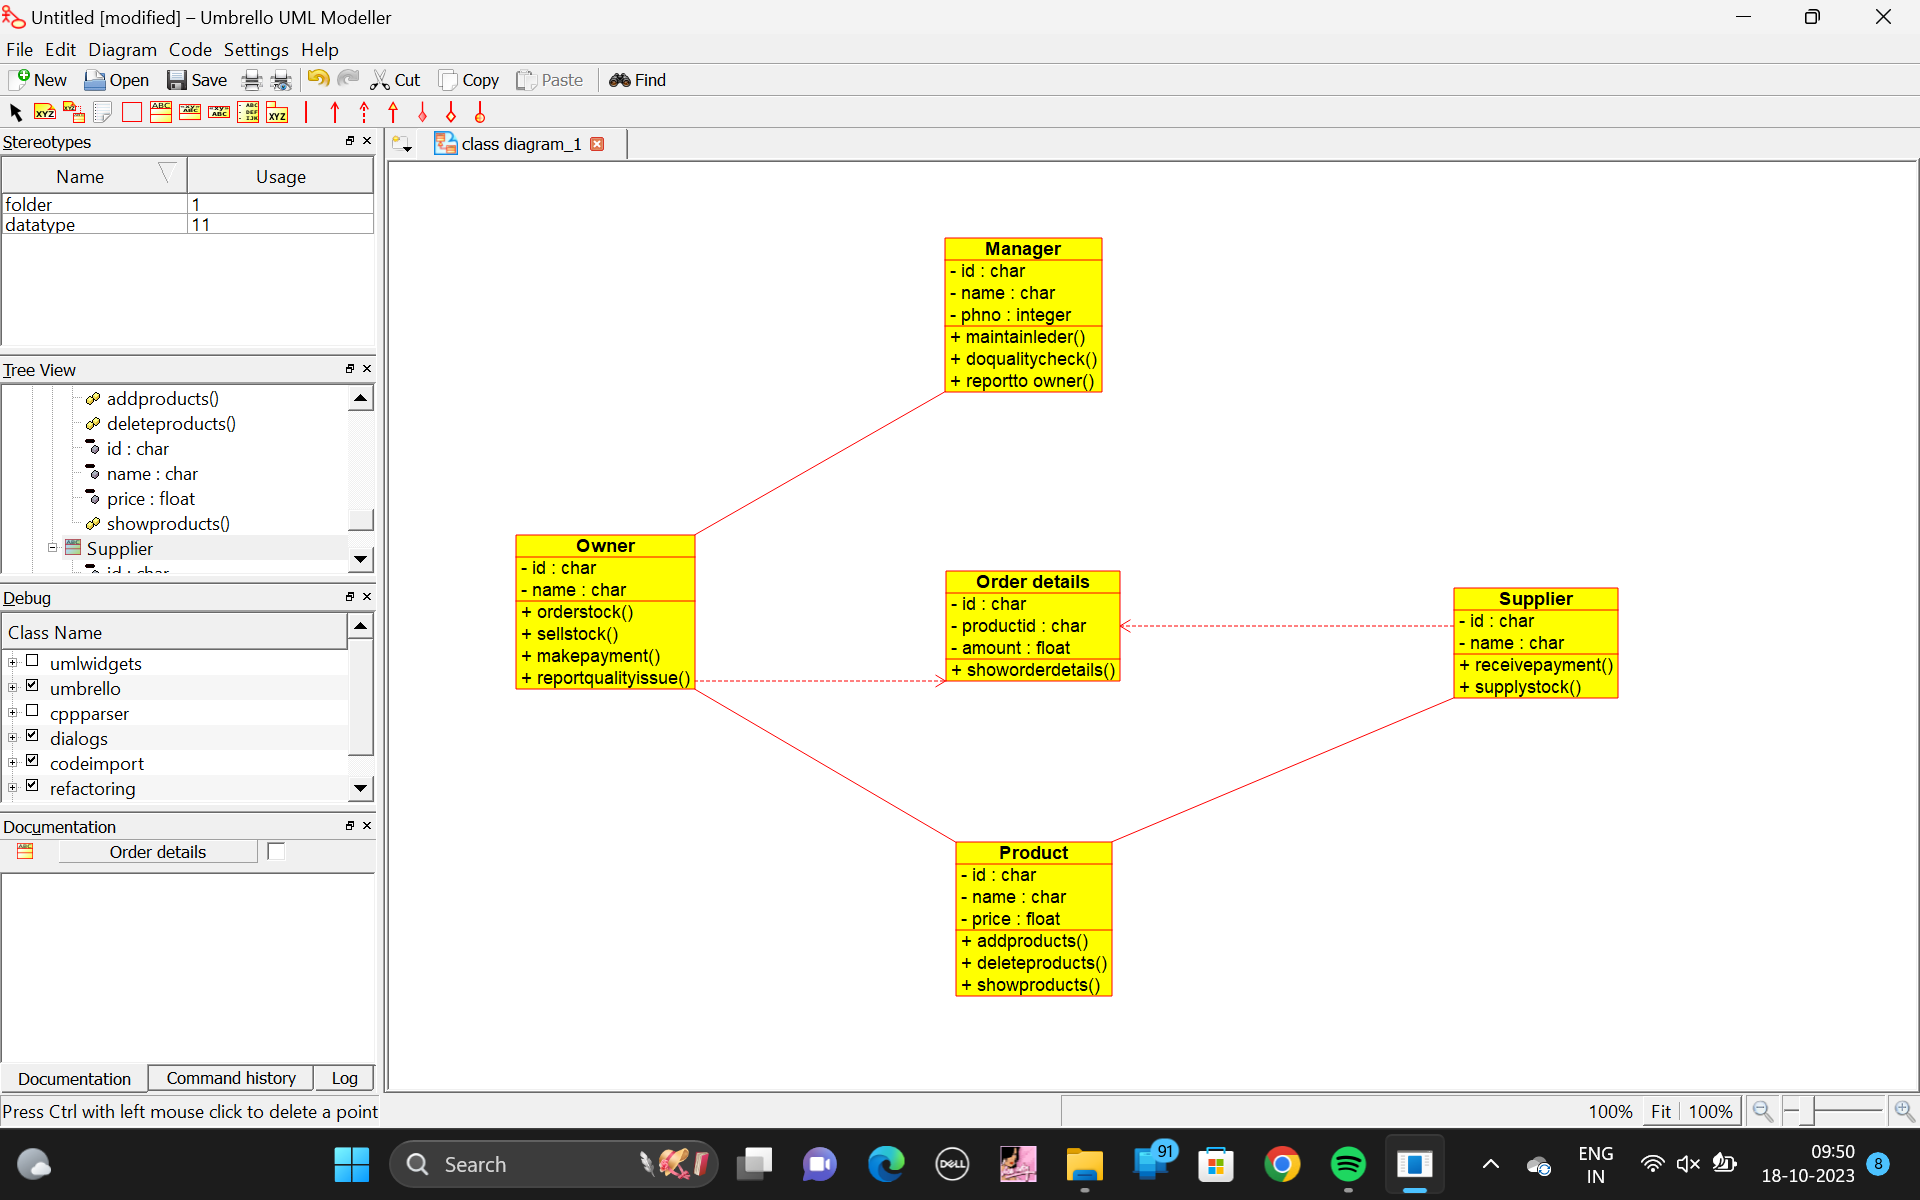 Untitled [modified] – Umbrello UML Modeller
File Edit Diagram Code Settings Help
New Open Save Cut Copy Paste Find
Stereotypes
class diagram_1
Name Usage
folder 1
datatype 11
Tree View
addproducts()
deleteproducts()
id : char
name : char
price : float
showproducts()
Supplier
id : char
Debug
Class Name
umlwidgets
umbrello
cppparser
dialogs
codeimport
refactoring
Documentation
Order details
Documentation Command history Log
Press Ctrl with left mouse click to delete a point
Manager
- id : char
- name : char
- phno : integer
+ maintainleder()
+ doqualitycheck()
+ reportto owner()
Owner
- id : char
- name : char
+ orderstock()
+ sellstock()
+ makepayment()
+ reportqualityissue()
Order details
- id : char
- productid : char
- amount : float
+ showorderdetails()
Supplier
- id : char
- name : char
+ receivepayment()
+ supplystock()
Product
- id : char
- name : char
- price : float
+ addproducts()
+ deleteproducts()
+ showproducts()
100% Fit 100%
Search
DELL
91
ENG
IN
09:50
18-10-2023
8